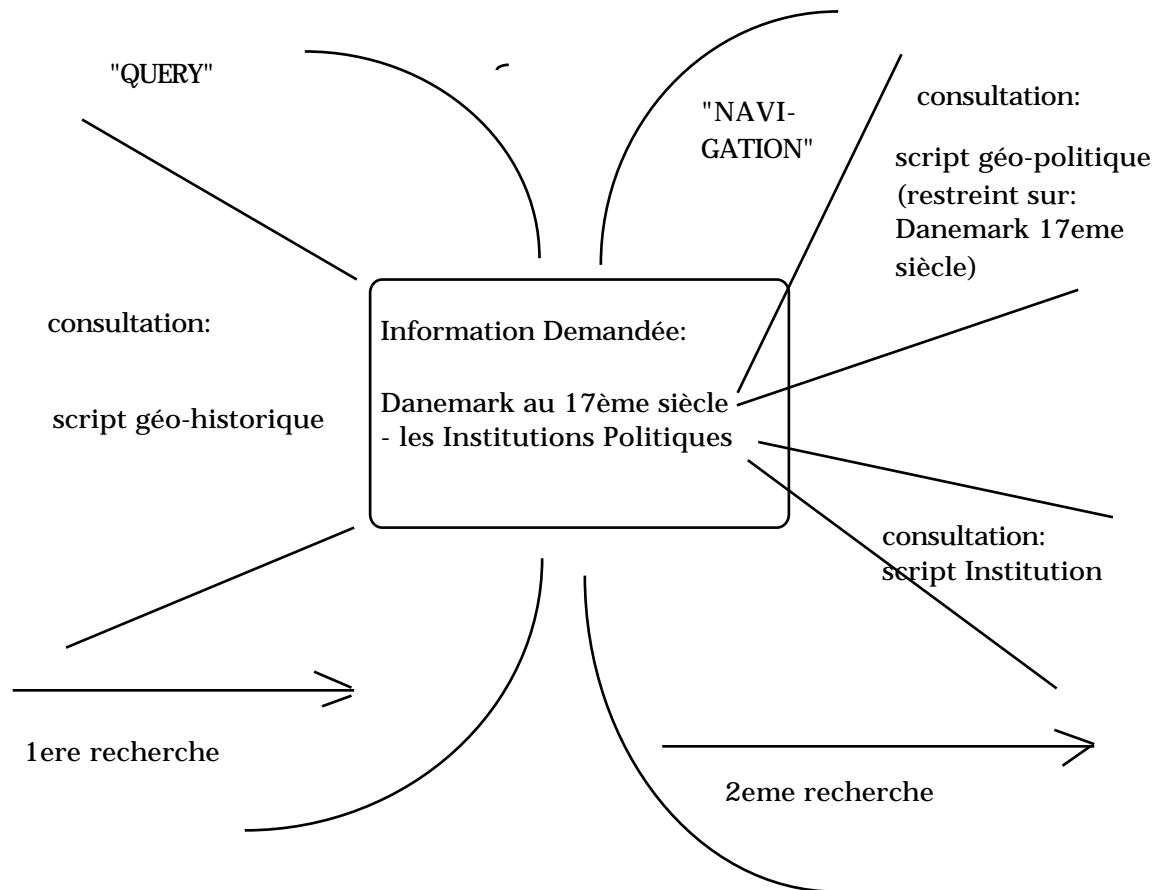 "QUERY"
"NAVI-
GATION"
consultation:
script géo-politique
(restreint sur:
Danemark 17eme
siècle)
consultation:
script géo-historique
Information Demandée:
Danemark au 17ème siècle
- les Institutions Politiques
consultation:
script Institution
1ere recherche
2eme recherche